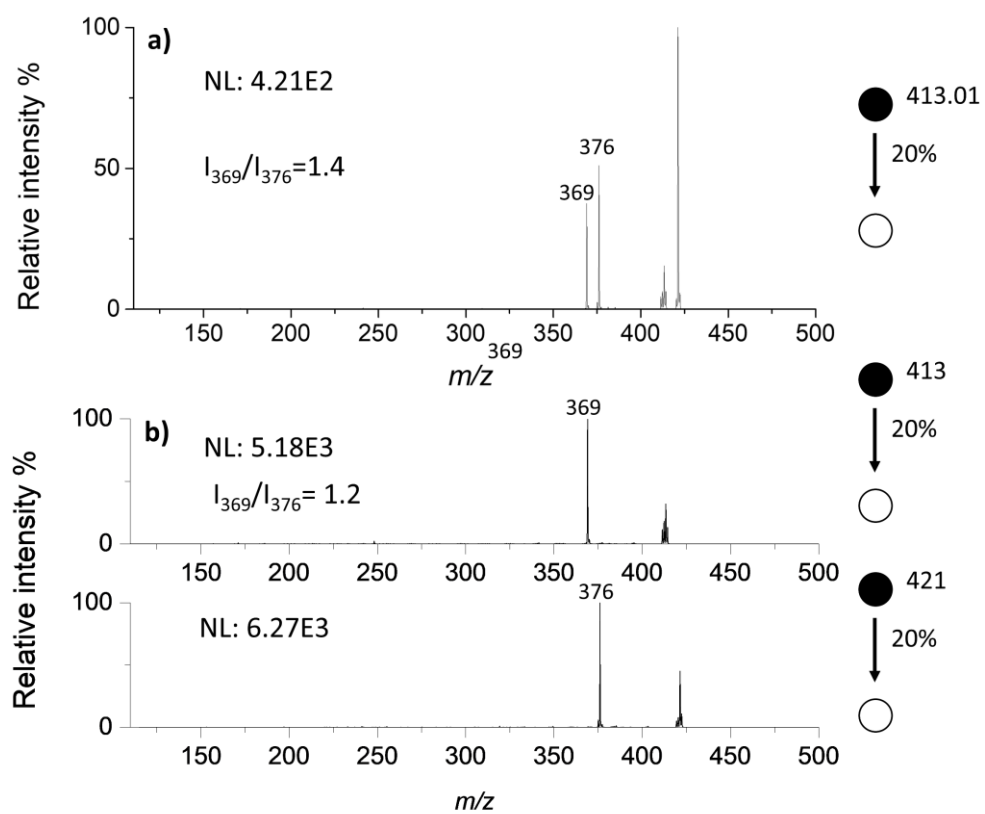 a)
100
50
0
Relative intensity %
NL: 4.21E2
I₃₆₉/I₃₇₆=1.4
369
376
150 200 250 300 350 400 450 500
369
m/z
413.01
20%
b)
100
0
Relative intensity %
NL: 5.18E3
I₃₆₉/I₃₇₆= 1.2
369
150 200 250 300 350 400 450 500
413
20%
100
0
NL: 6.27E3
376
150 200 250 300 350 400 450 500
m/z
421
20%